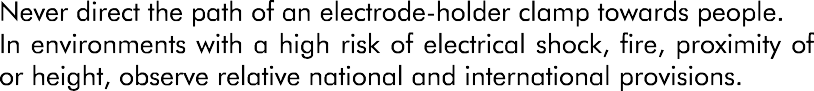 Never direct the path of an electrode-holder clamp towards people.
In environments with a high risk of electrical shock, fire, proximity of
or height, observe relative national and international provisions.